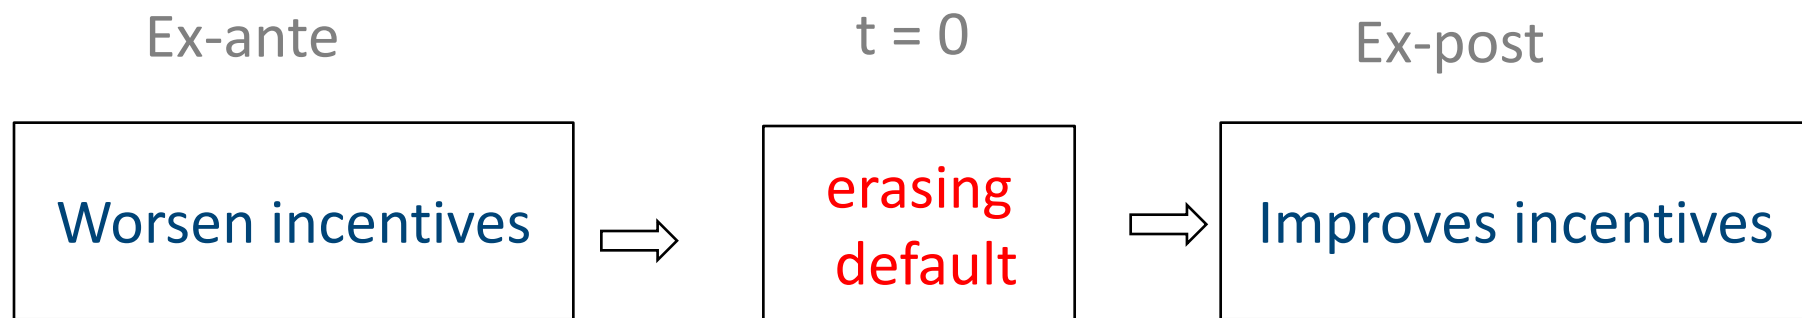 Ex-ante
t = 0
Ex-post
Worsen incentives
erasing
default
Improves incentives